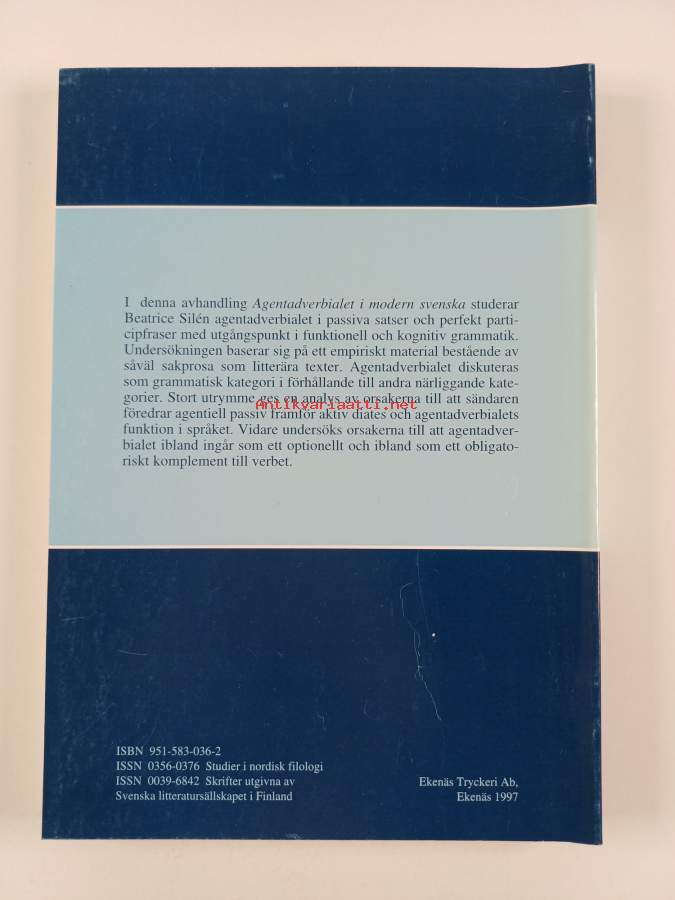 I denna avhandling Agentadverbialet i modern svenska studerar
Beatrice Silén agentadverbialet i passiva satser och perfekt parti-
cipfraser med utgångspunkt i funktionell och kognitiv grammatik.
Undersökningen baserar sig på ett empiriskt material bestående av
såväl sakprosa som litterära texter. Agentadverbialet diskuteras
som grammatisk kategori i förhållande till andra närliggande kate-
gorier. Stort utrymme ges en analys av orsakerna till att sändaren
Antikvariaatti.net
föredrar agentiell passiv framför aktiv diates och agentadverbialets
funktion i språket. Vidare undersöks orsakerna till att agentadver-
bialet ibland ingår som ett optionellt och ibland som ett obligato-
riskt komplement till verbet.
ISBN 951-583-036-2
ISSN 0356-0376 Studier i nordisk filologi
ISSN 0039-6842 Skrifter utgivna av
Svenska litteratursällskapet i Finland
Ekenäs Tryckeri Ab,
Ekenäs 1997